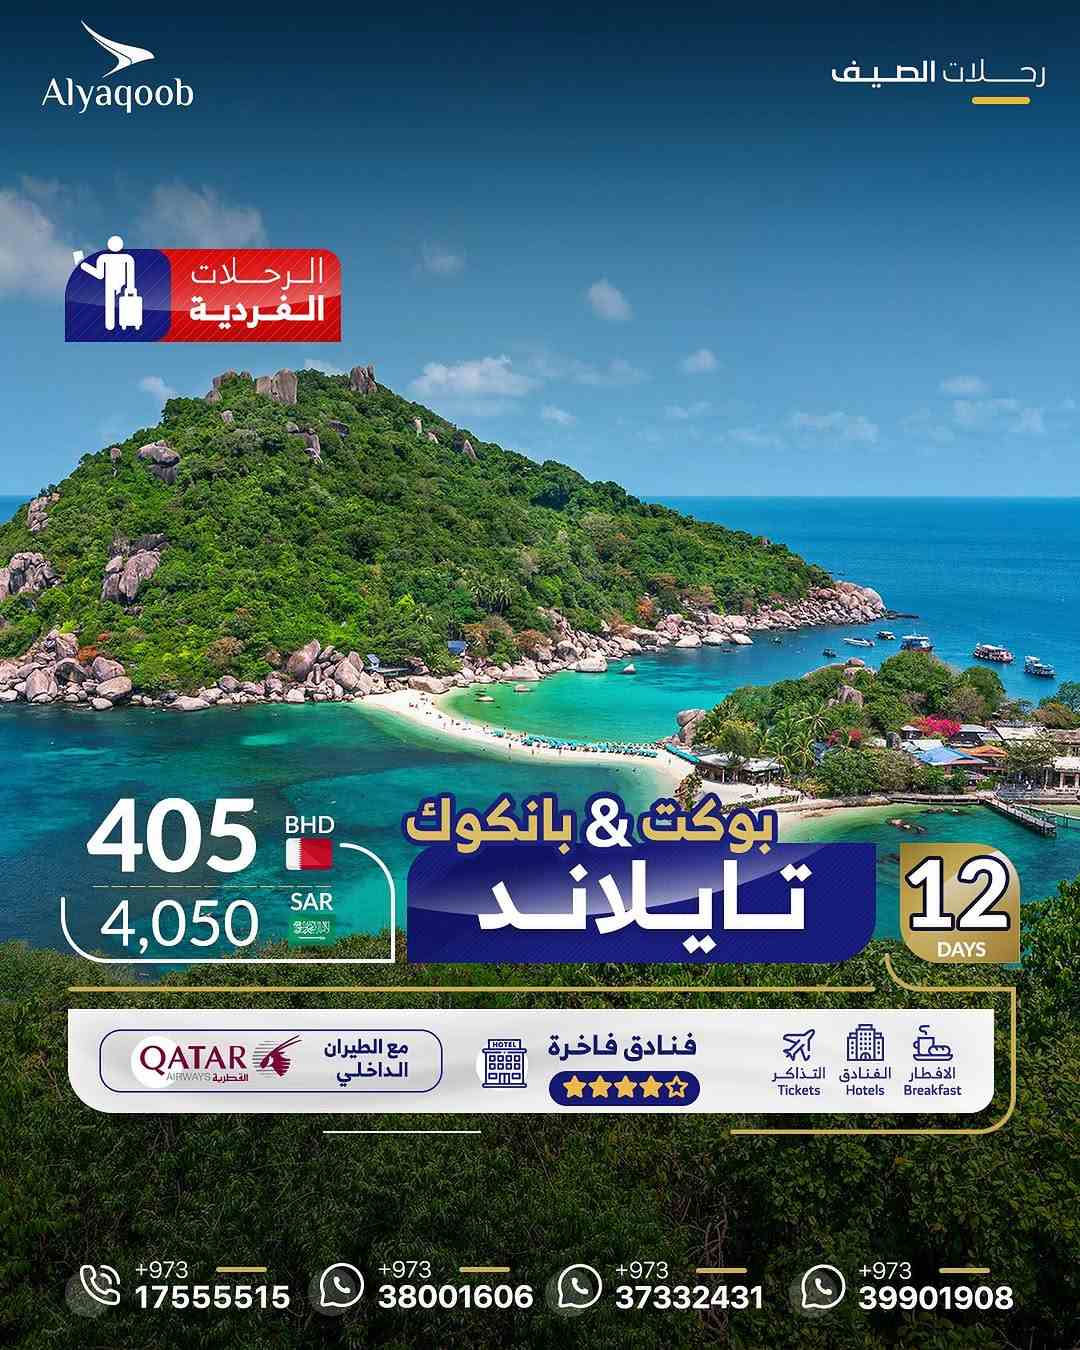 Alyaqoob
رحلات الصيف
الرحلات
الفردية
405 BHD
4,050 SAR
بوكت & بانكوك
تايلاند
12
DAYS
الافطار
Breakfast
الفنادق
Hotels
التذاكر
Tickets
فنادق فاخرة
HOTEL
مع الطيران
الداخلي
QATAR
AIRWAYS القطرية
+973
17555515
+973
38001606
+973
37332431
+973
39901908